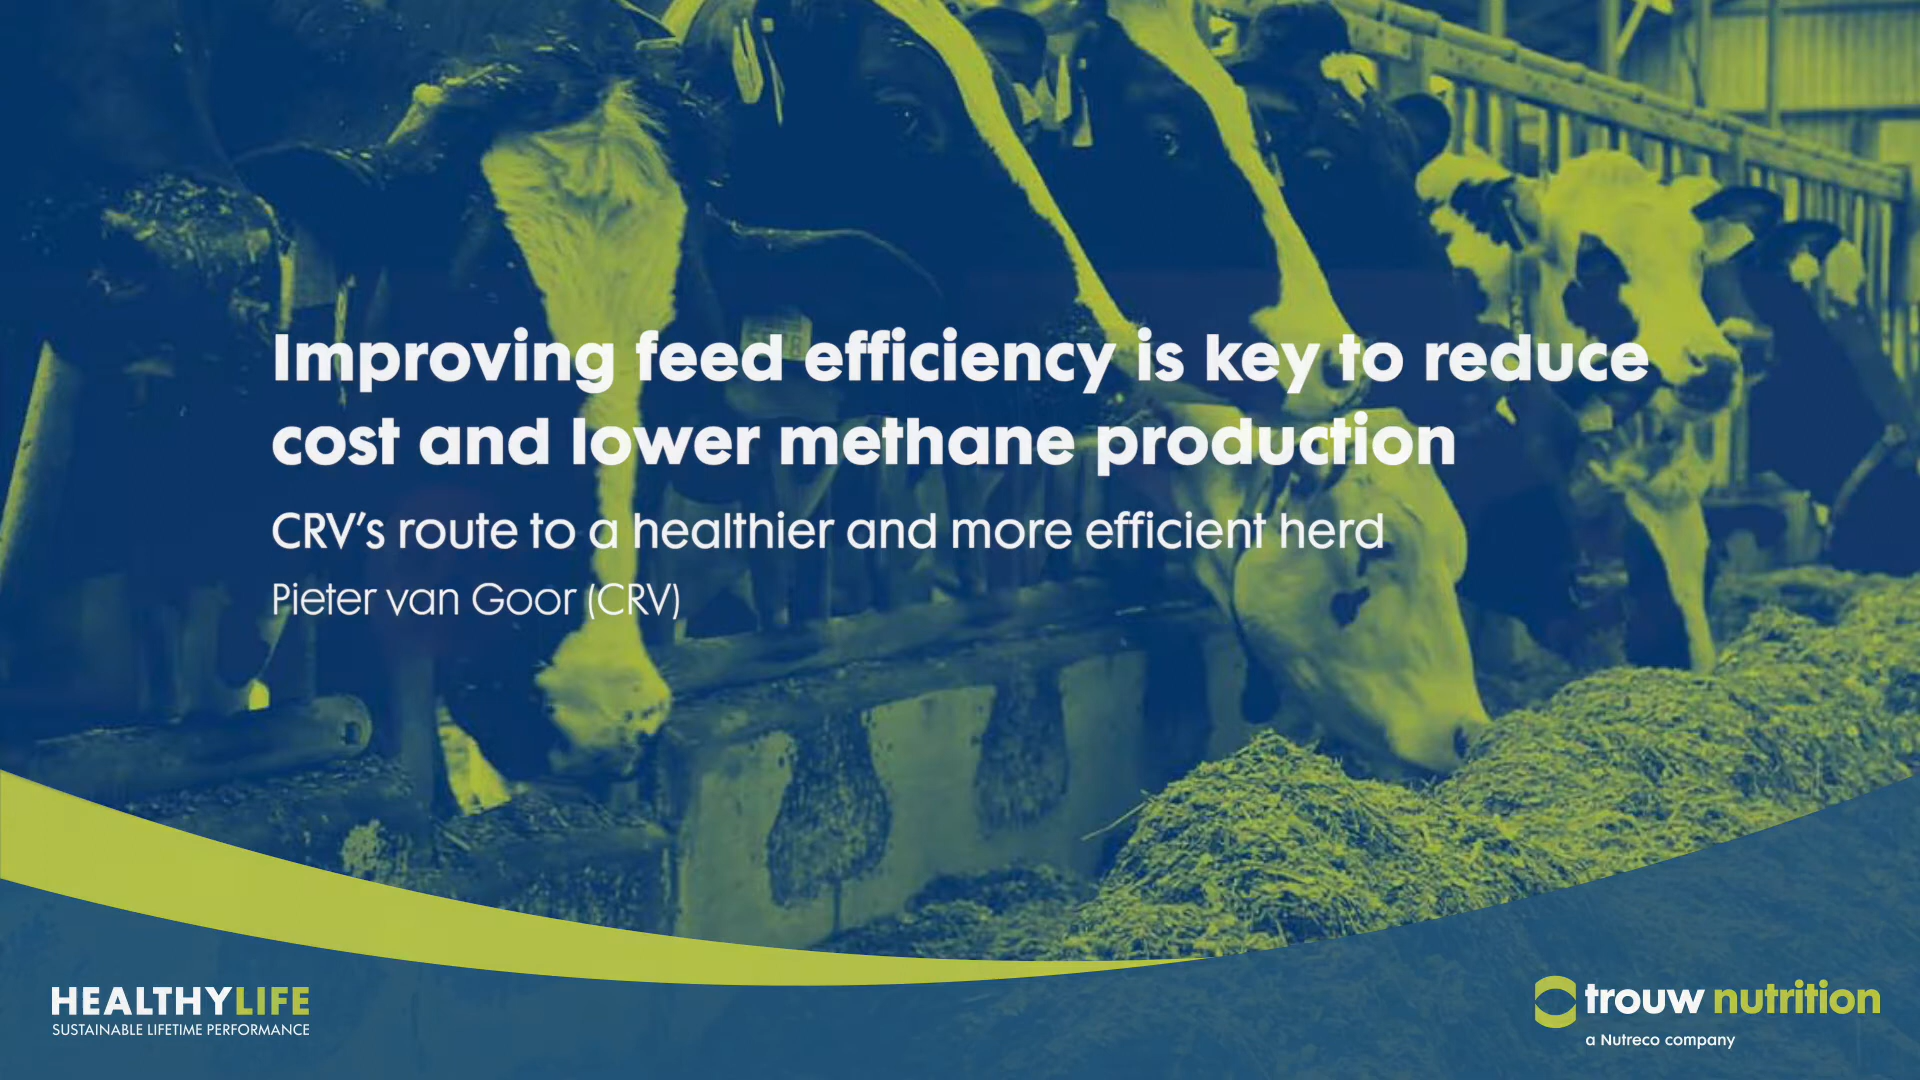 Improving feed efficiency is key to reduce
cost and lower methane production
CRV's route to a healthier and more efficient herd
Pieter van Goor (CRV)
HEALTHYLIFE
SUSTAINABLE LIFETIME PERFORMANCE
trouw nutrition
a Nutreco company